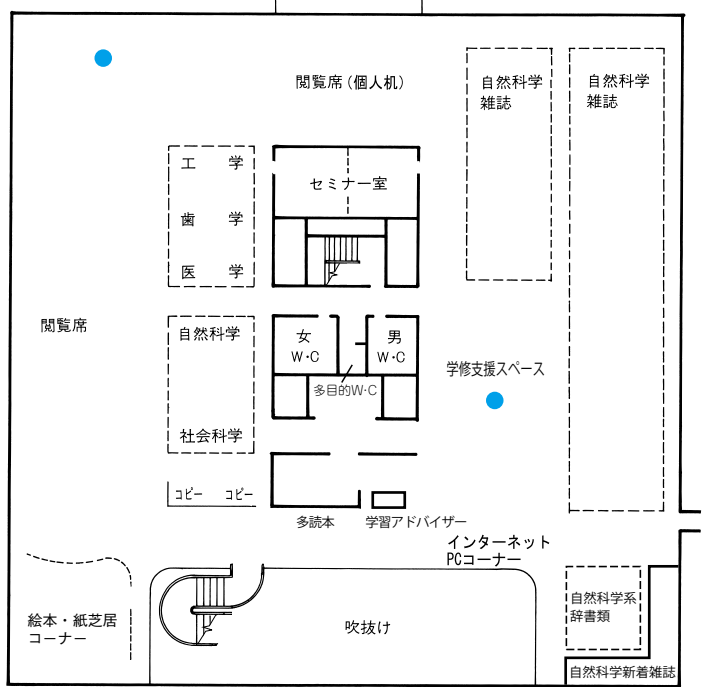 閲覧席(個人机)
自然科学
雑誌
自然科学
雑誌
工 学
セミナー室
歯 学
医 学
閲覧席
自然科学
女
W・C
男
W・C
多目的W・C
学修支援スペース
社会科学
コピー コピー
多読本
学習アドバイザー
インターネット
PCコーナー
自然科学系
辞書類
絵本・紙芝居
コーナー
吹抜け
自然科学新着雑誌